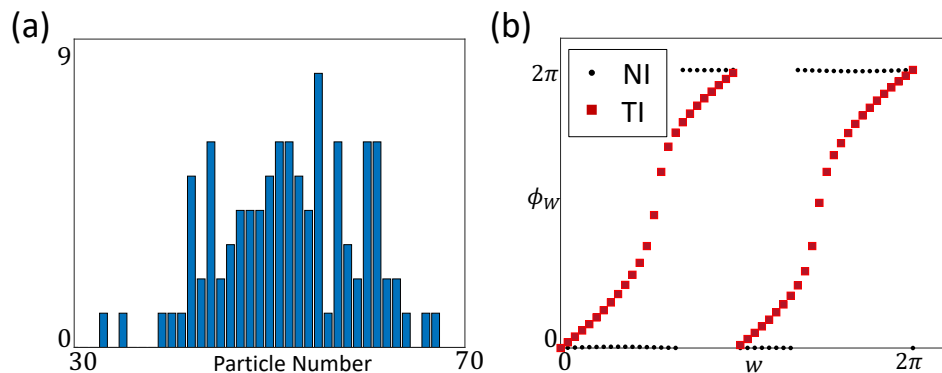 (a)
9
0
30
Particle Number
70
(b)
NI
TI
2π
ϕ_W
0
0
w
2π